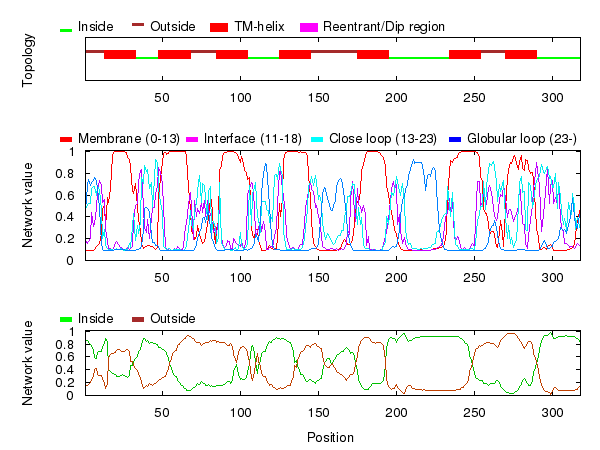 Inside Outside TM-helix Reentrant/Dip region
Topology
50 100 150 200 250 300
Membrane (0-13) Interface (11-18) Close loop (13-23) Globular loop (23-)
Network value
1
0.8
0.6
0.4
0.2
0
50 100 150 200 250 300
Inside Outside
Network value
1
0.8
0.6
0.4
0.2
0
50 100 150 200 250 300
Position